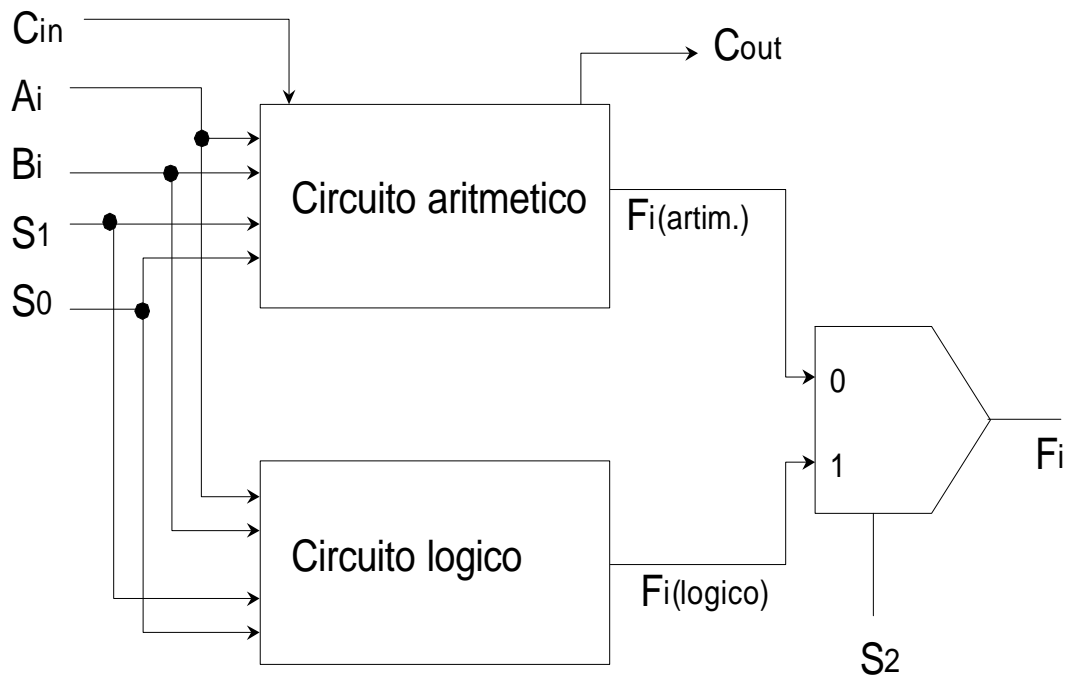 Cin
Cout
Ai
Bi
S1
S0
Circuito aritmetico
Fi(artim.)
0
1
Fi
Circuito logico
Fi(logico)
S2